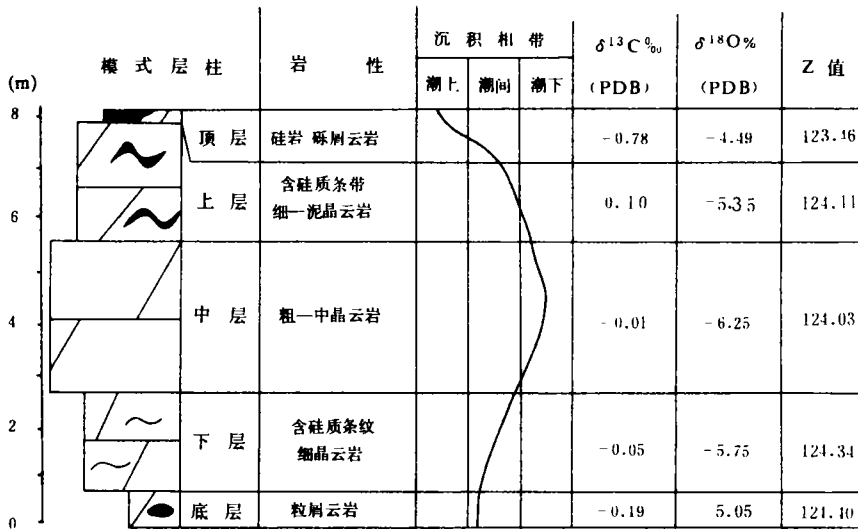 沉 积 相 带
模 式 层 柱 岩 性 δ¹³C‰ δ¹⁸O% Z 值
(m) 潮上 潮间 潮下 (PDB) (PDB)
8
顶 层 硅岩 砾屑云岩 -0.78 -4.49 123.46
上 层 含硅质条带
细—泥晶云岩 0.10 -5.35 124.11
6
中 层 粗—中晶云岩 -0.01 -6.25 124.03
4
2
下 层 含硅质条纹
细晶云岩 -0.05 -5.75 124.34
底 层 粒屑云岩 -0.19 5.05 124.40
0